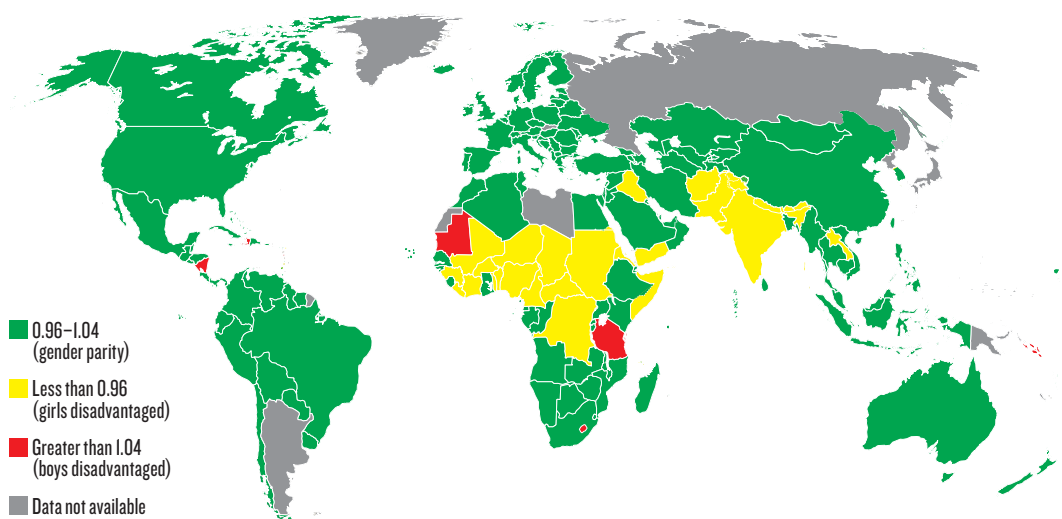 0.96–1.04
(gender parity)
Less than 0.96
(girls disadvantaged)
Greater than 1.04
(boys disadvantaged)
Data not available